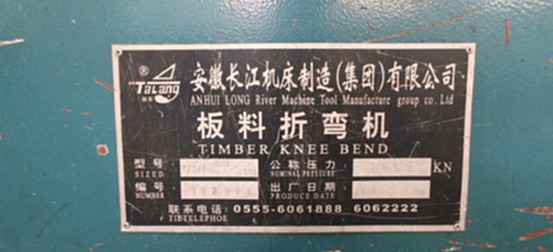 ® 安徽长江机床制造(集团)有限公司
Talang ANHUI LONG River Machine Tool Manufacture group co. Ltd
板料折弯机
TIMBER KNEE BEND
型号 公称压力 KN
SIZED NOMINAL PRESSURE
编号 出厂日期
NUMBER PRODUCE DATE
联系电话: 0555-6061888 6062222
TIETELEPHOE